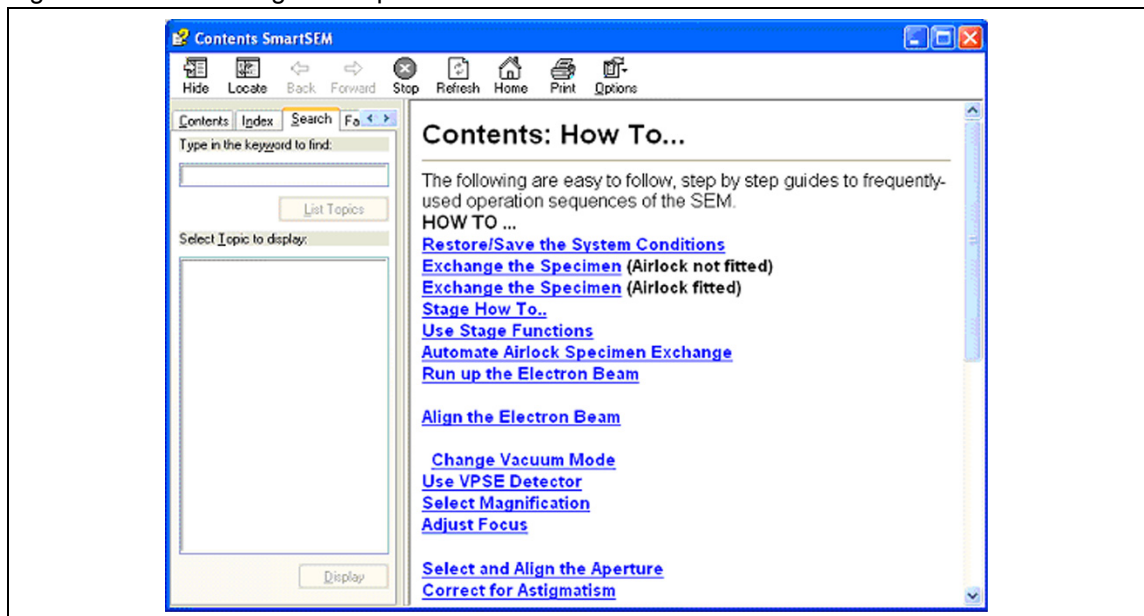 Contents SmartSEM
Hide Locate Back Forward Stop Refresh Home Print Options
Contents Index Search Fa
Type in the keyword to find:
List Topics
Select Topic to display:
Display
Contents: How To...
The following are easy to follow, step by step guides to frequently-
used operation sequences of the SEM.
HOW TO ...
Restore/Save the System Conditions
Exchange the Specimen (Airlock not fitted)
Exchange the Specimen (Airlock fitted)
Stage How To..
Use Stage Functions
Automate Airlock Specimen Exchange
Run up the Electron Beam
Align the Electron Beam
Change Vacuum Mode
Use VPSE Detector
Select Magnification
Adjust Focus
Select and Align the Aperture
Correct for Astigmatism